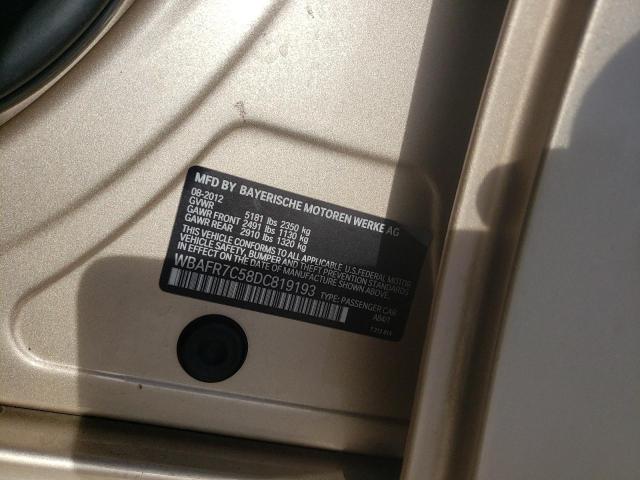 MFD BY BAYERISCHE MOTOREN WERKE AG
08-2012
GVWR 5181 lbs 2350 kg
GAWR FRONT 2491 lbs 1130 kg
GAWR REAR 2910 lbs 1320 kg
THIS VEHICLE CONFORMS TO ALL APPLICABLE U.S. FEDERAL MOTOR
VEHICLE SAFETY, BUMPER AND THEFT PREVENTION STANDARDS
IN EFFECT ON THE DATE OF MANUFACTURE SHOWN ABOVE.
WBAFR7C58DC819193 TYPE: PASSENGER CAR